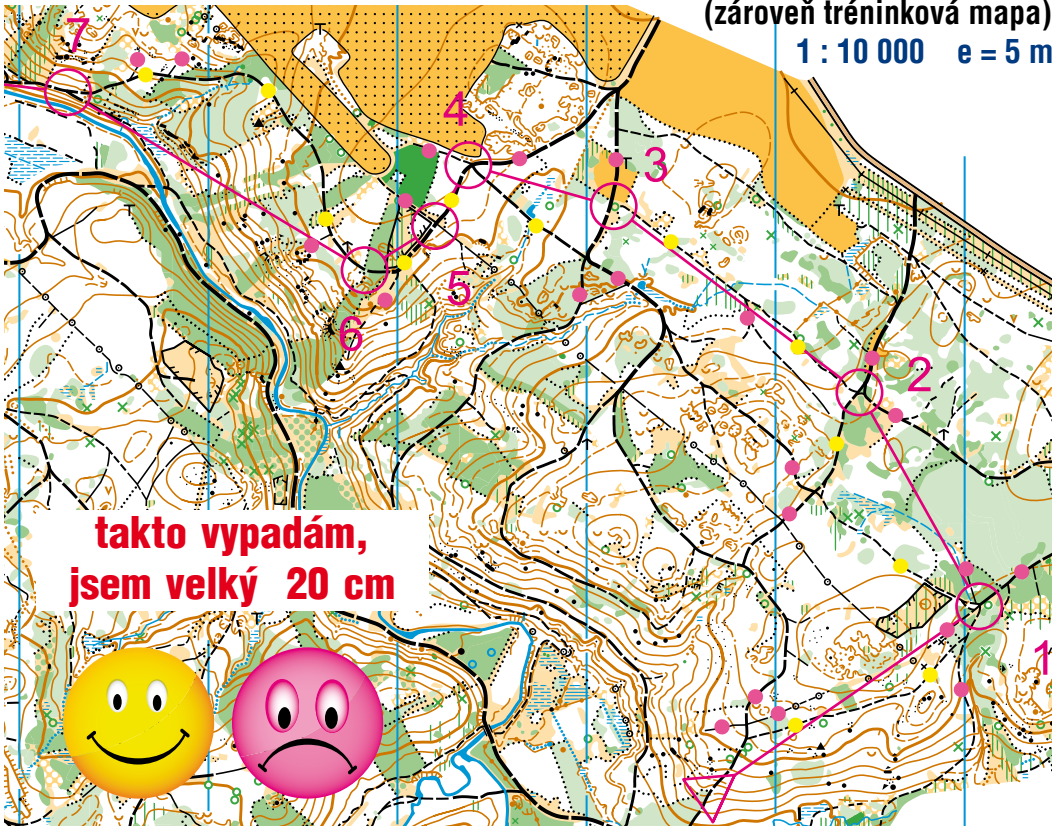 (zároveň tréninková mapa)
1 : 10 000 e = 5 m
7
4
3
5
6
2
1
takto vypadám,
jsem velký 20 cm